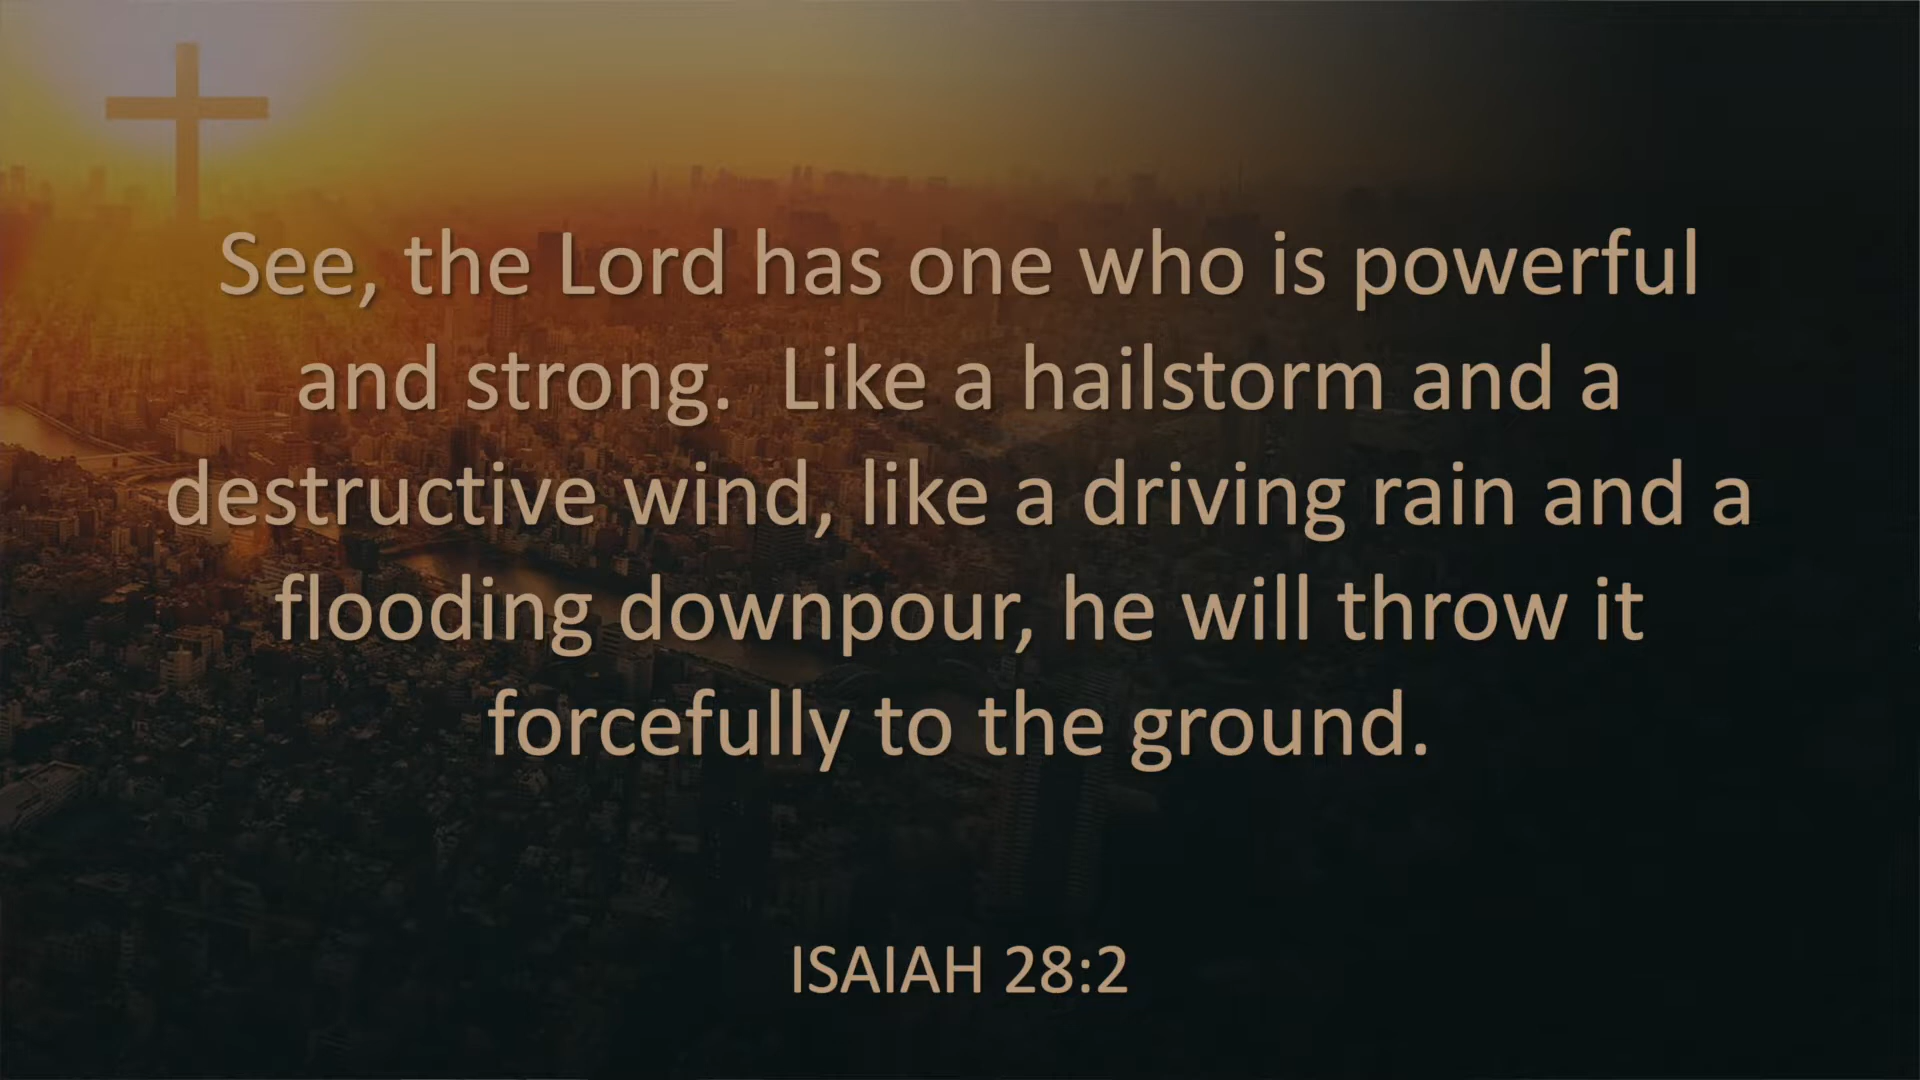 See, the Lord has one who is powerful
and strong.  Like a hailstorm and a
destructive wind, like a driving rain and a
flooding downpour, he will throw it
forcefully to the ground.
ISAIAH 28:2